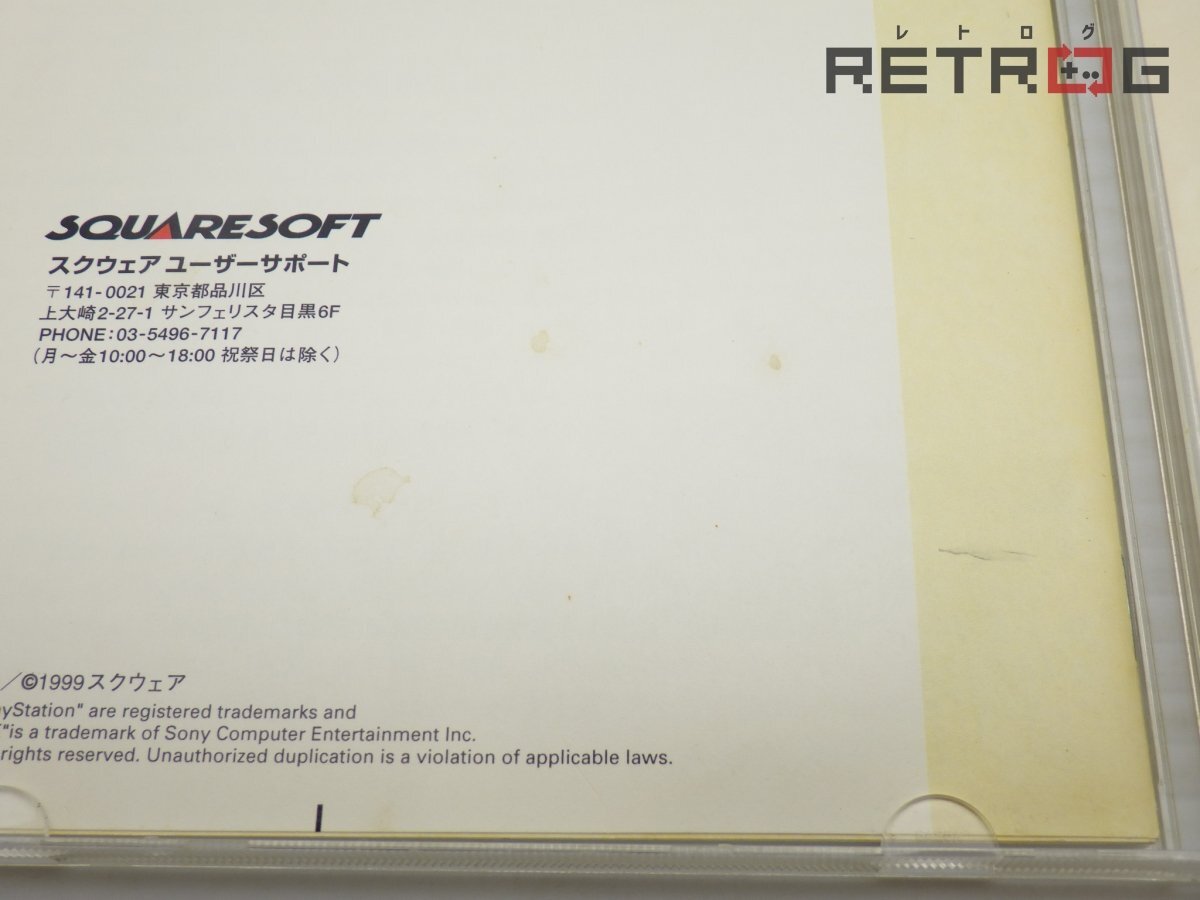 レトログ
RETROG
SQUARESOFT
スクウェア ユーザーサポート
〒141-0021 東京都品川区
上大崎2-27-1 サンフェリスタ目黒6F
PHONE:03-5496-7117
(月～金10:00～18:00 祝祭日は除く)
/©1999スクウェア
yStation" are registered trademarks and
"is a trademark of Sony Computer Entertainment Inc.
rights reserved. Unauthorized duplication is a violation of applicable laws.